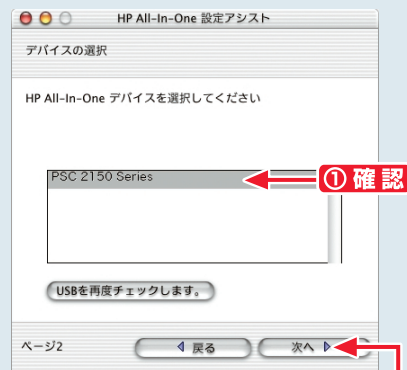 HP All-In-One 設定アシスト
デバイスの選択
HP All-In-One デバイスを選択してください
PSC 2150 Series
①確認
USBを再度チェックします。
ページ2
戻る
次へ